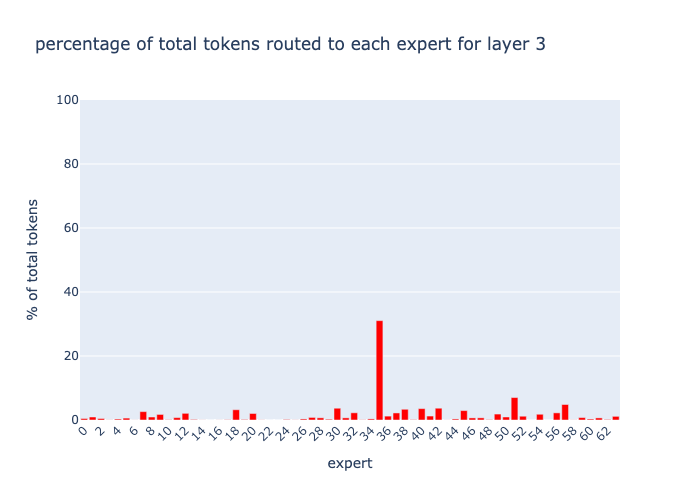 percentage of total tokens routed to each expert for layer 3
100
80
60
40
20
0
% of total tokens
0 2 4 6 8 10 12 14 16 18 20 22 24 26 28 30 32 34 36 38 40 42 44 46 48 50 52 54 56 58 60 62
expert